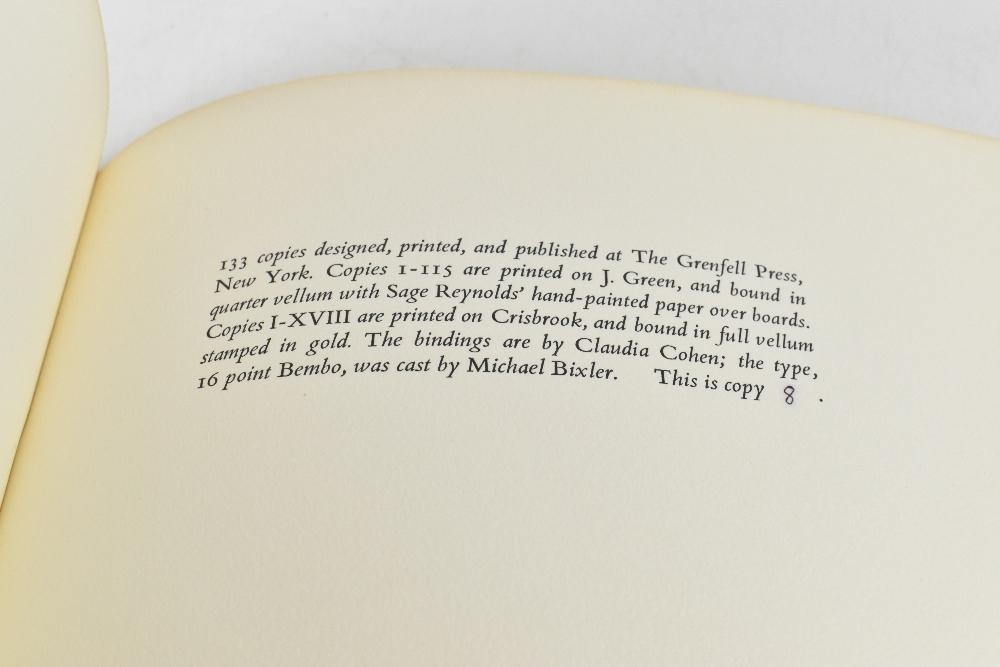 133 copies designed, printed, and published at The Grenfell Press,
New York. Copies 1-115 are printed on J. Green, and bound in
quarter vellum with Sage Reynolds' hand-painted paper over boards.
Copies I-XVIII are printed on Crisbrook, and bound in full vellum
stamped in gold. The bindings are by Claudia Cohen; the type,
16 point Bembo, was cast by Michael Bixler. This is copy 8 .